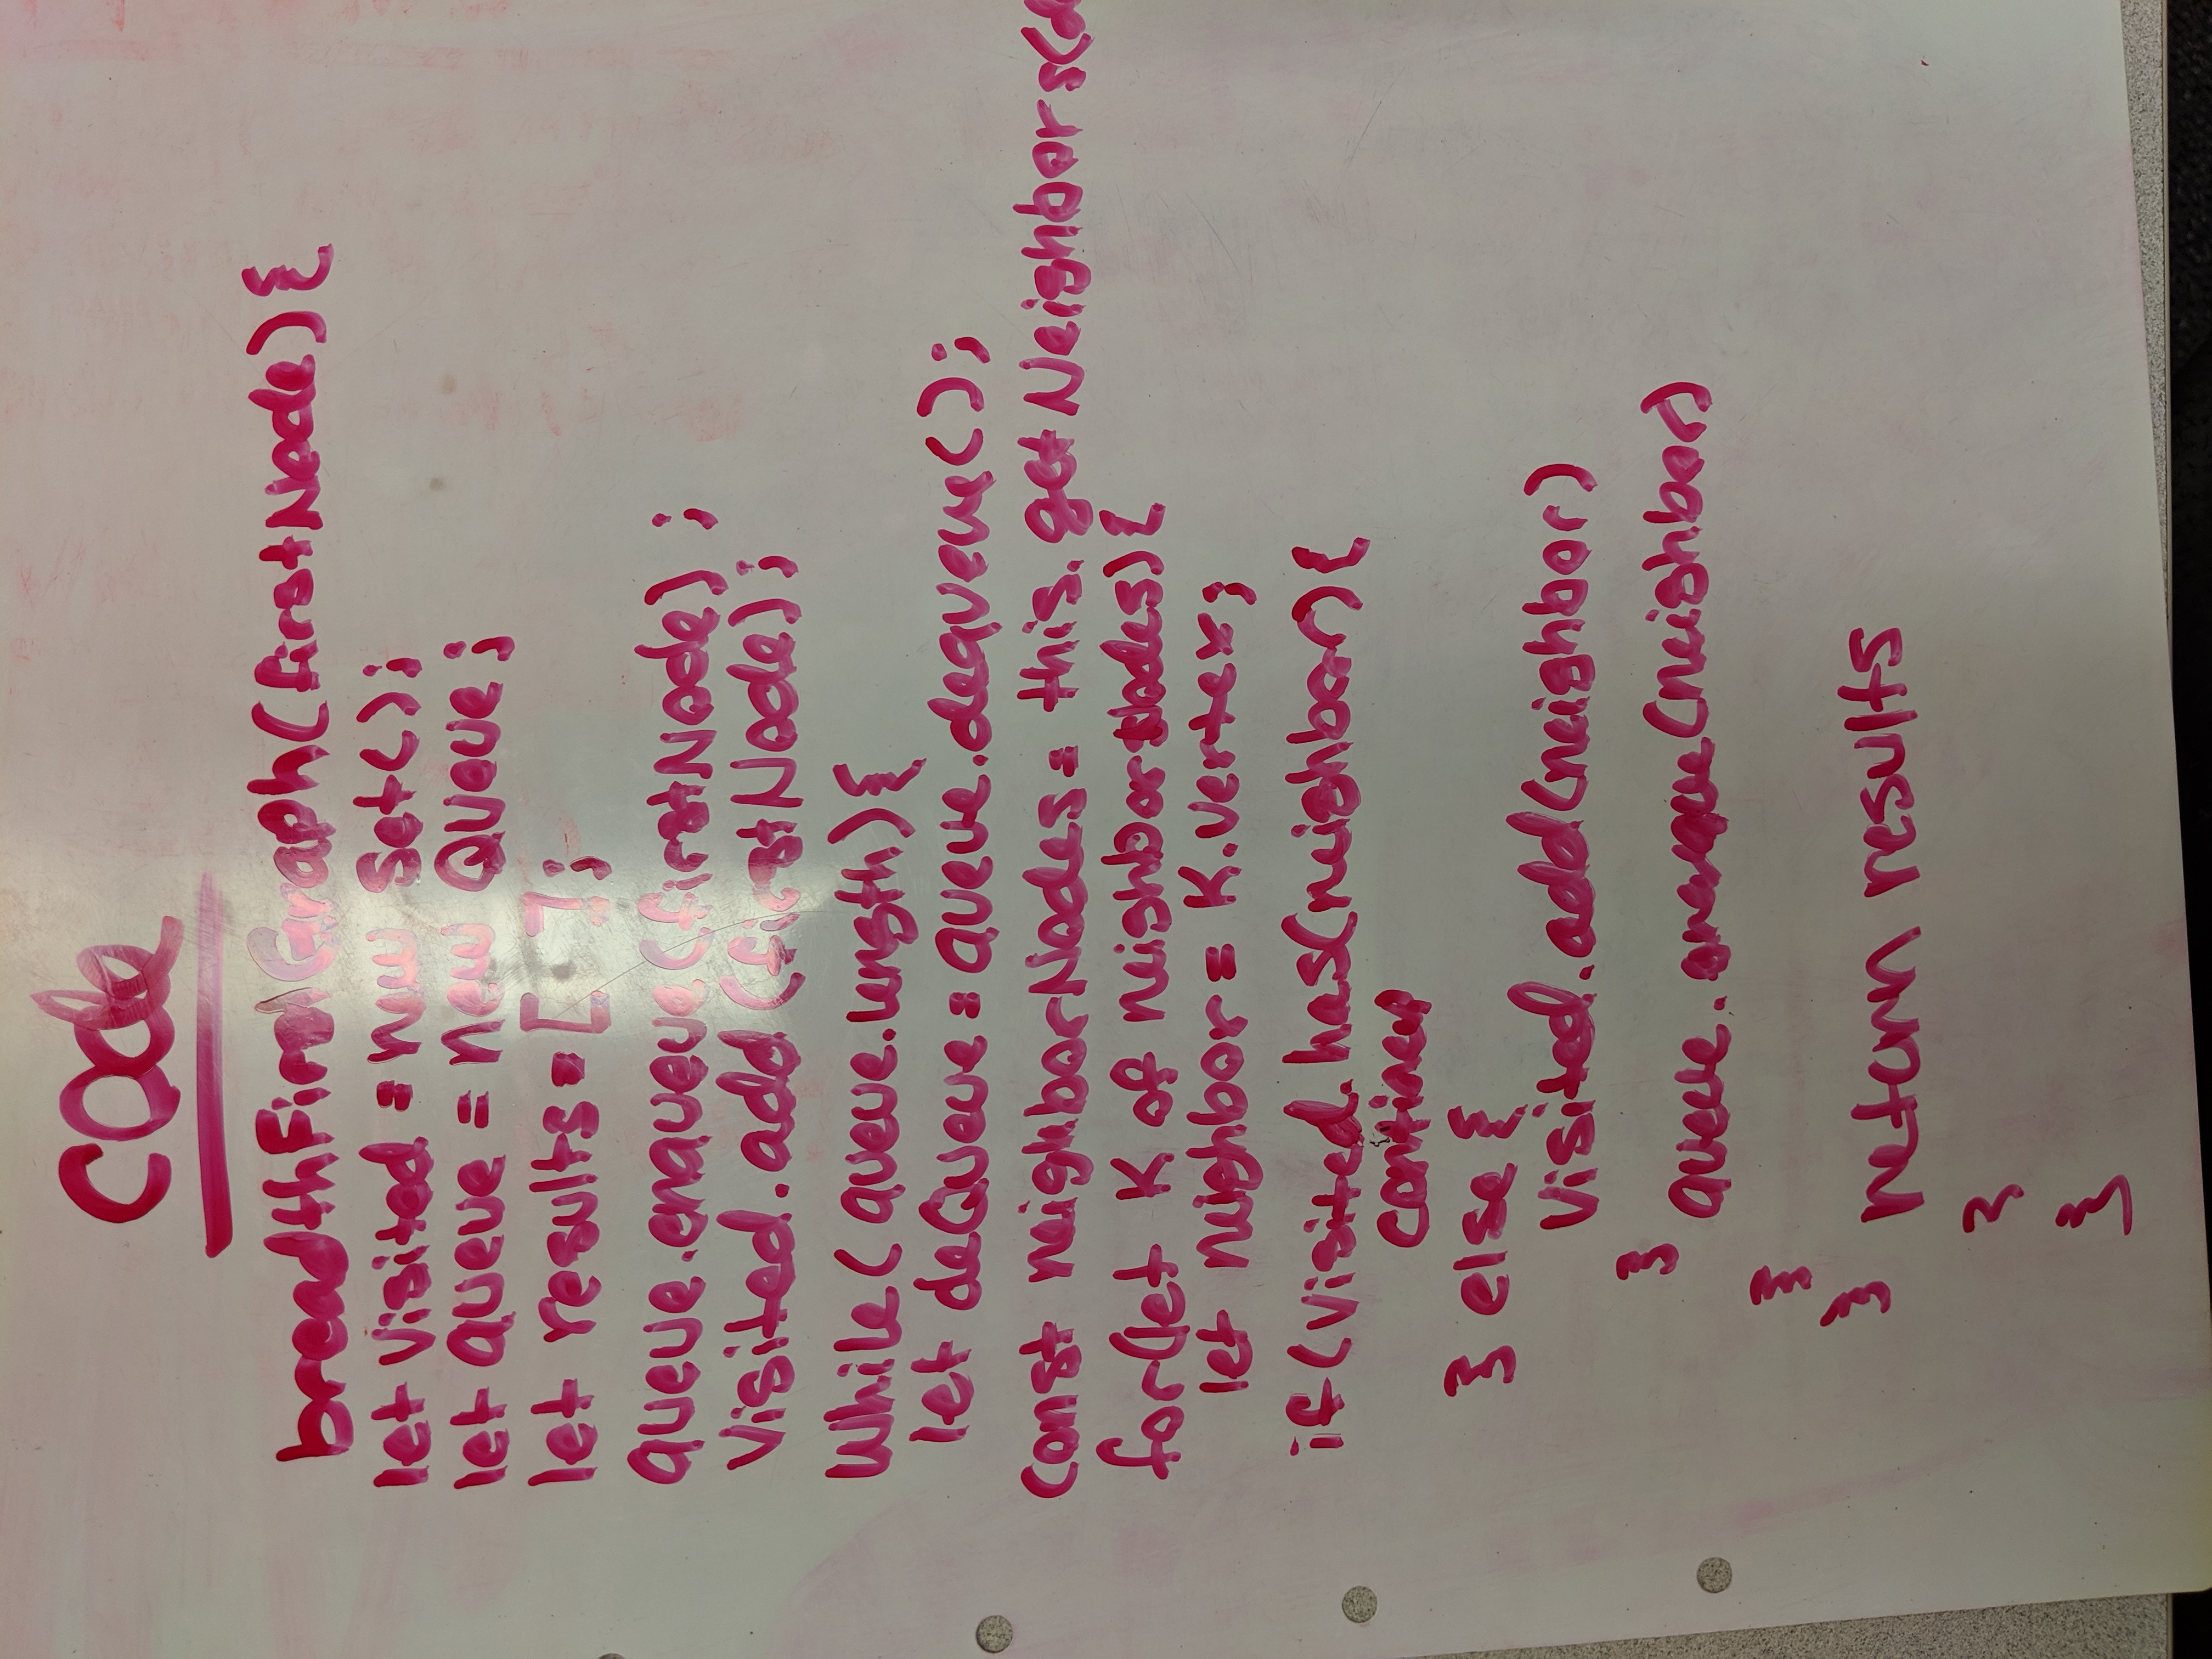 code
breadthFirstGraph(firstNode){
let visited = new Set();
let queue = new Queue;
let results = [ ];
queue.enqueue(firstNode) ;
visited.add(firstNode);
While(queue.length){
let deQueue = queue.dequeue();
const neighborNodes = this.getNeighbors(de
for(let K of neighborNodes){
let neighbor = K.vertex;
if(visited.has(neighbor){
continue
} else {
visited.add(neighbor)
}
queue.(neighbor)
}
} return results
}
}